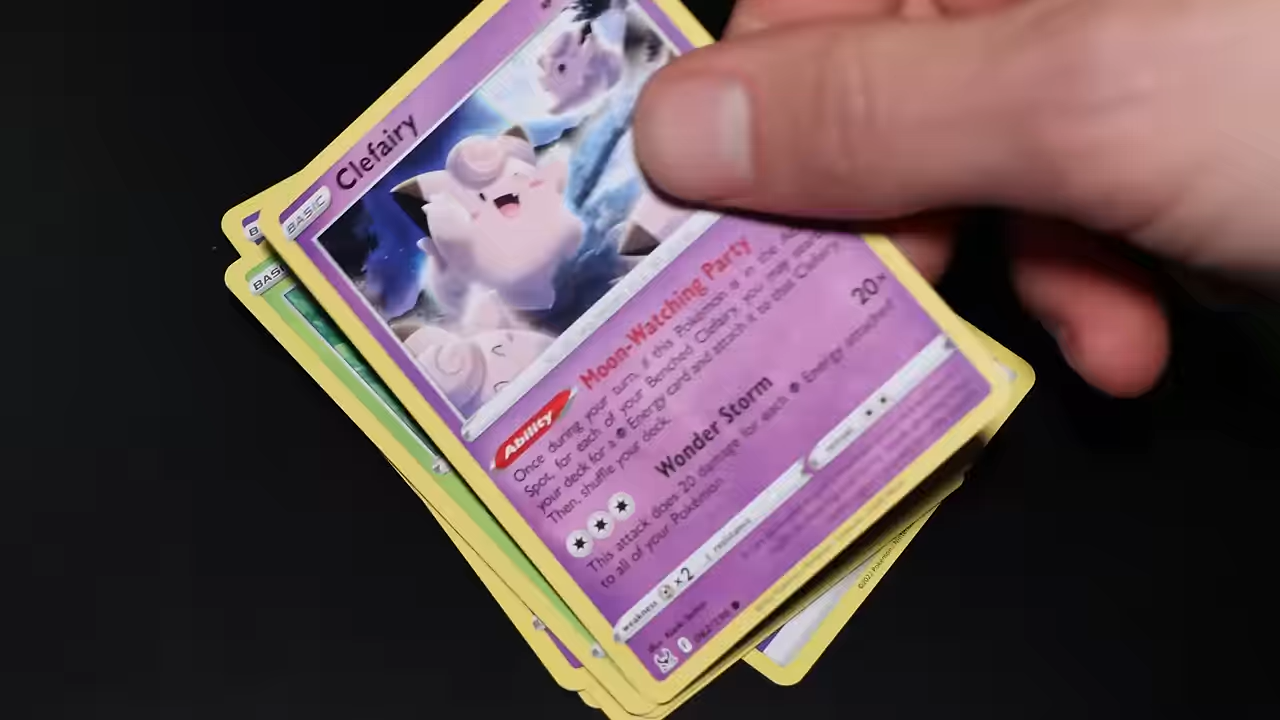 BASIC
Clefairy
Ability
Moon-Watching Party
Once during your turn, if this Pokémon is in the
Spot, for each of your Benched Clefairy, you may
your deck for a Energy card and attach it to that Clefairy.
Then, shuffle your deck.
Wonder Storm
20×
This attack does 20 damage for each Energy attached
to all of your Pokémon.
weakness ×2
resistance
BASIC
©2022 Pokémon